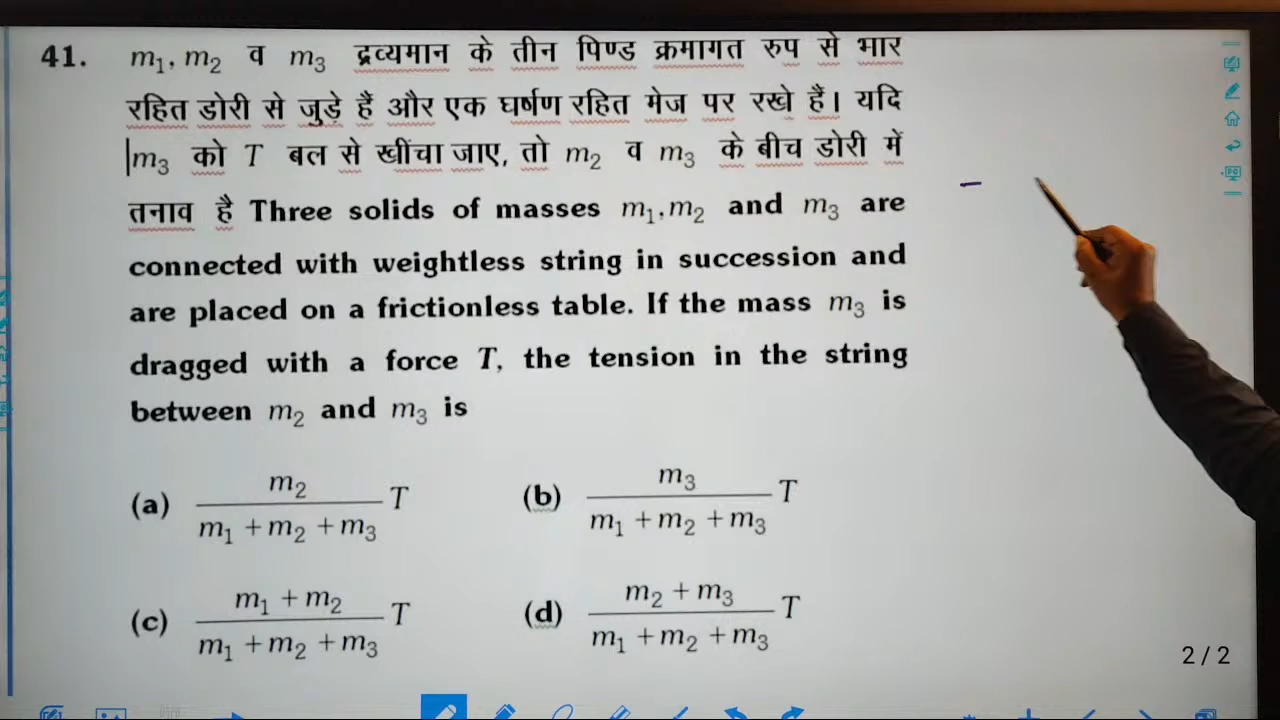 41. m₁, m₂ व m₃ द्रव्यमान के तीन पिण्ड क्रमागत रुप से भार
रहित डोरी से जुड़े हैं और एक घर्षण रहित मेज पर रखे हैं। यदि
m₃ को T बल से खींचा जाए, तो m₂ व m₃ के बीच डोरी में
तनाव है Three solids of masses m₁,m₂ and m₃ are
connected with weightless string in succession and
are placed on a frictionless table. If the mass m₃ is
dragged with a force T, the tension in the string
between m₂ and m₃ is
(a) m₂ / (m₁ + m₂ + m₃) T (b) m₃ / (m₁ + m₂ + m₃) T
(c) (m₁ + m₂) / (m₁ + m₂ + m₃) T (d) (m₂ + m₃) / (m₁ + m₂ + m₃) T
2 / 2